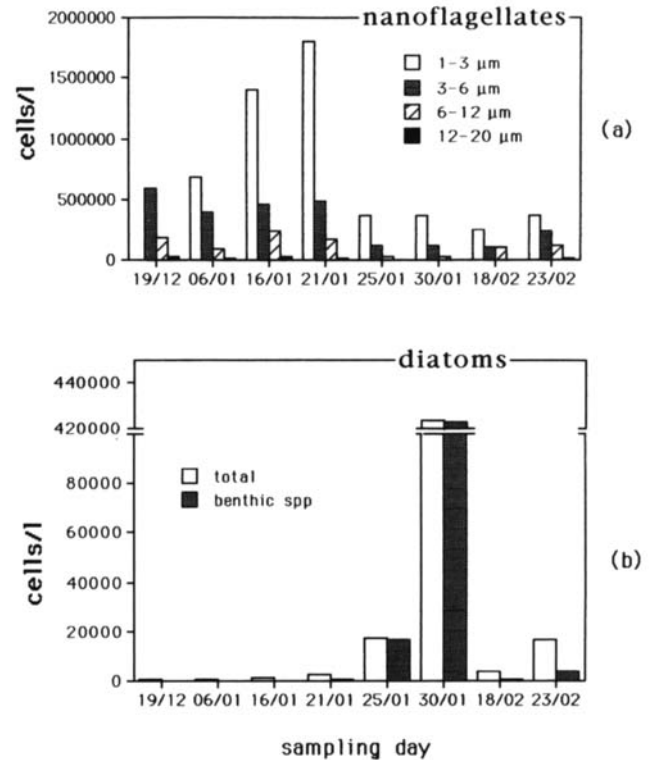 nanoflagellates
2000000
1500000
1000000
500000
0
cells/l
1-3 µm
3-6 µm
6-12 µm
12-20 µm
(a)
19/12 06/01 16/01 21/01 25/01 30/01 18/02 23/02
diatoms
440000
420000
80000
60000
40000
20000
0
cells/l
total
benthic spp
(b)
19/12 06/01 16/01 21/01 25/01 30/01 18/02 23/02
sampling day